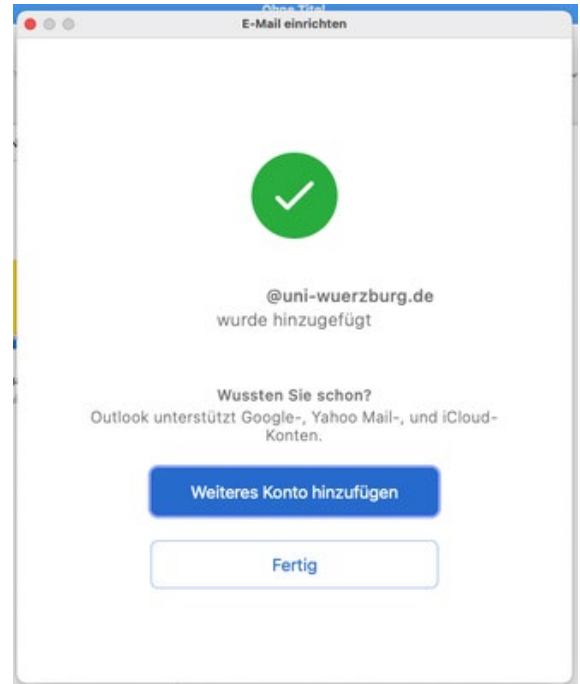 Ohne Titel
E-Mail einrichten
@uni-wuerzburg.de
wurde hinzugefügt
Wussten Sie schon?
Outlook unterstützt Google-, Yahoo Mail-, und iCloud-
Konten.
Weiteres Konto hinzufügen
Fertig